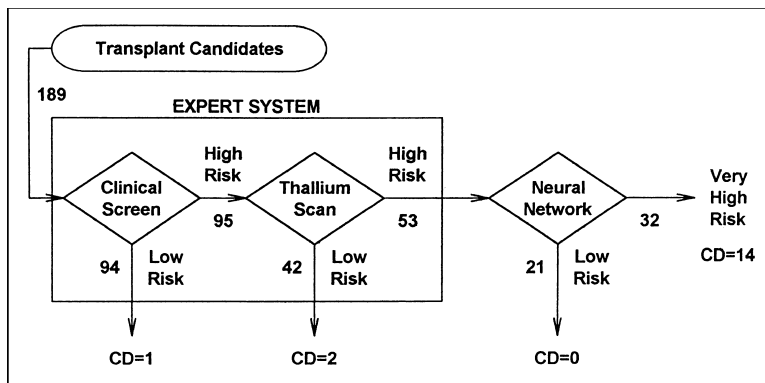 Transplant Candidates
189
EXPERT SYSTEM
Clinical
Screen
High
Risk
95
Thallium
Scan
High
Risk
53
Neural
Network
32
Very
High
Risk
CD=14
94
Low
Risk
42
Low
Risk
21
Low
Risk
CD=1
CD=2
CD=0